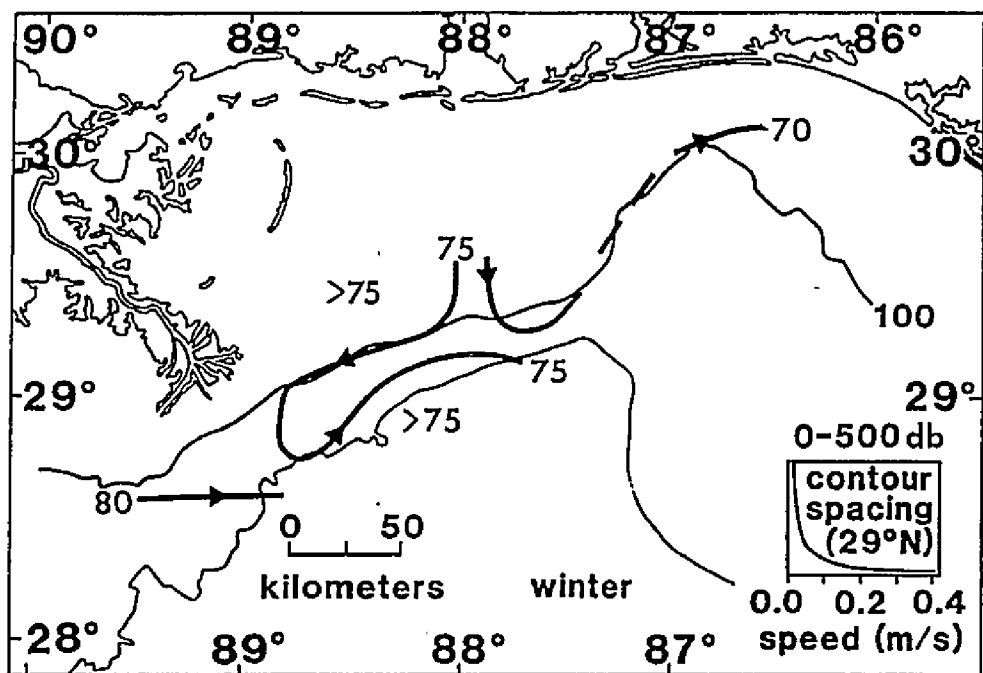 90° 89° 88° 87° 86°
70
30° 30°
75
>75
100
75
29° >75 29°
0-500 db
contour
spacing
(29°N)
80
0 50
kilometers winter
0.0 0.2 0.4
speed (m/s)
28°
89° 88° 87°